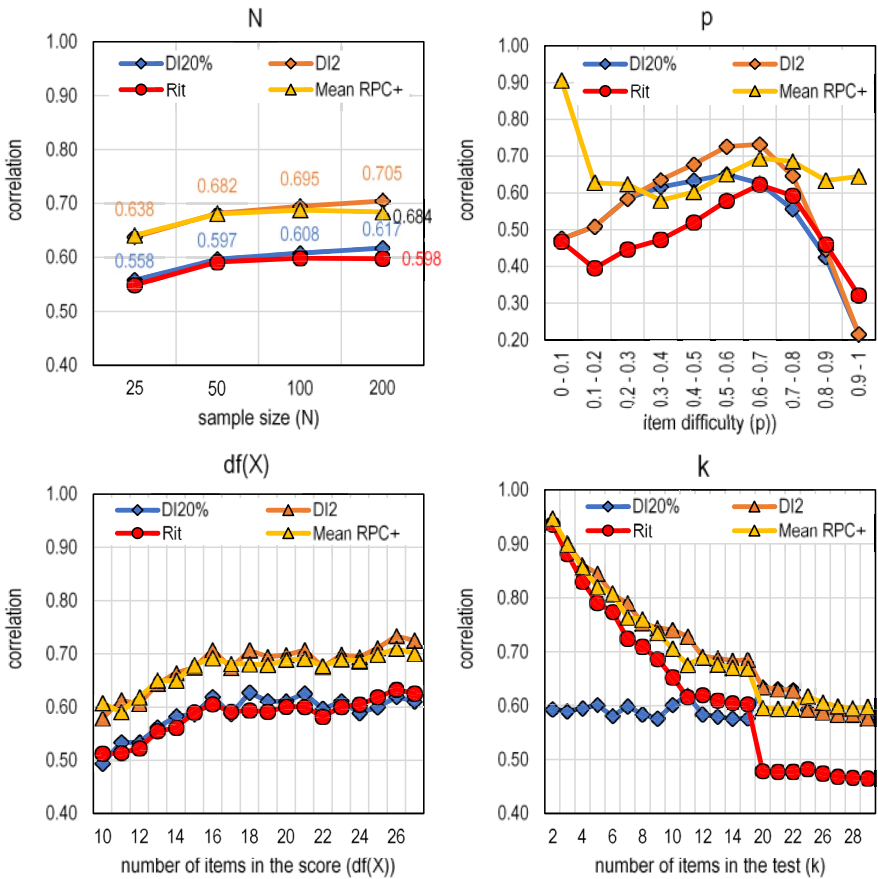 N
1.00
0.90
0.80
0.70
0.60
0.50
0.40
correlation
DI20%
DI2
Rit
Mean RPC+
0.638
0.682
0.695
0.705
0.684
0.558
0.597
0.608
0.617
0.598
25
50
100
200
sample size (N)
p
1.00
0.90
0.80
0.70
0.60
0.50
0.40
0.30
0.20
correlation
DI20%
DI2
Rit
Mean RPC+
0 - 0.1
0.1 - 0.2
0.2 - 0.3
0.3 - 0.4
0.4 - 0.5
0.5 - 0.6
0.6 - 0.7
0.7 - 0.8
0.8 - 0.9
0.9 - 1
item difficulty (p))
df(X)
1.00
0.90
0.80
0.70
0.60
0.50
0.40
correlation
DI20%
DI2
Rit
Mean RPC+
10 12 14 16 18 20 22 24 26
number of items in the score (df(X))
k
1.00
0.90
0.80
0.70
0.60
0.50
0.40
correlation
DI20%
DI2
Rit
Mean RPC+
2 4 6 8 10 12 14 20 22 26 28
number of items in the test (k)